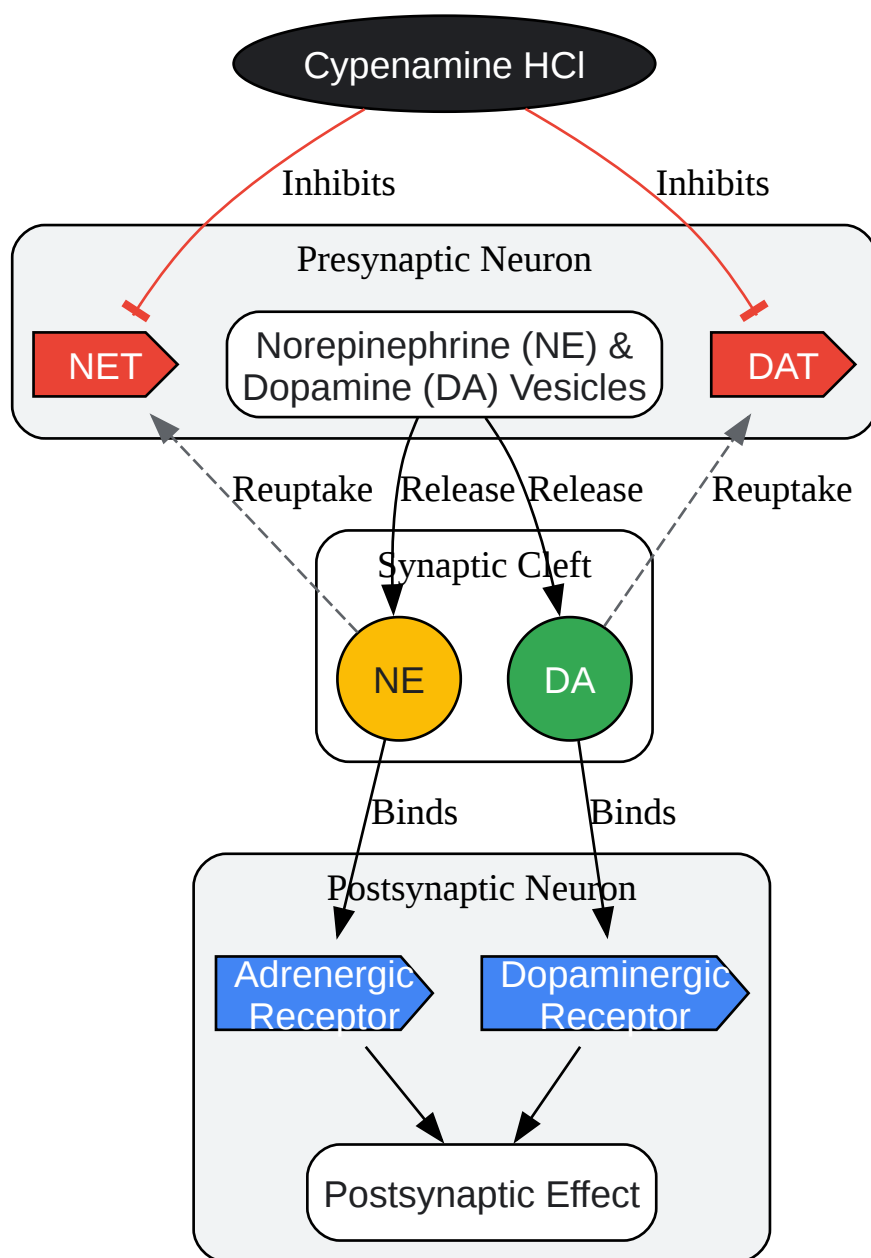 Cypenamine HCl
Inhibits
Inhibits
Presynaptic Neuron
NET
Norepinephrine (NE) &
Dopamine (DA) Vesicles
DAT
Reuptake
Release
Release
Reuptake
Synaptic Cleft
NE
DA
Binds
Binds
Postsynaptic Neuron
Adrenergic
Receptor
Dopaminergic
Receptor
Postsynaptic Effect